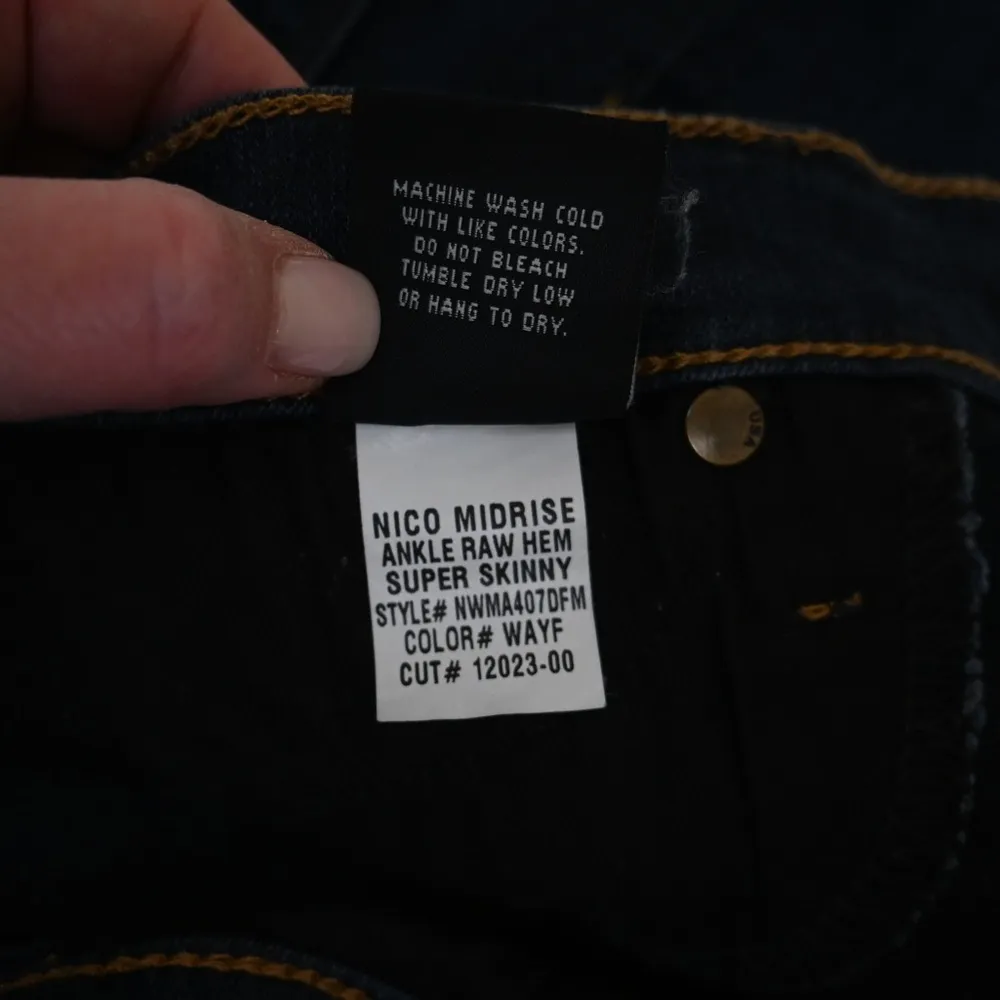 MACHINE WASH COLD
WITH LIKE COLORS.
DO NOT BLEACH
TUMBLE DRY LOW
OR HANG TO DRY.
NICO MIDRISE
ANKLE RAW HEM
SUPER SKINNY
STYLE# NWMA407DFM
COLOR# WAYF
CUT# 12023-00
USA